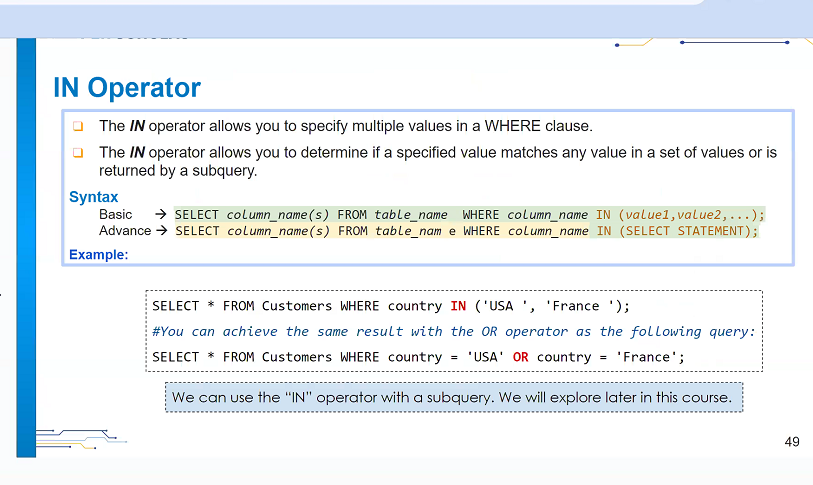 IN Operator
❑ The IN operator allows you to specify multiple values in a WHERE clause.
❑ The IN operator allows you to determine if a specified value matches any value in a set of values or is
returned by a subquery.
Syntax
Basic → SELECT column_name(s) FROM table_name WHERE column_name IN (value1,value2,...);
Advance → SELECT column_name(s) FROM table_nam e WHERE column_name IN (SELECT STATEMENT);
Example:
SELECT * FROM Customers WHERE country IN ('USA ', 'France ');
#You can achieve the same result with the OR operator as the following query:
SELECT * FROM Customers WHERE country = 'USA' OR country = 'France';
We can use the “IN” operator with a subquery. We will explore later in this course.
49